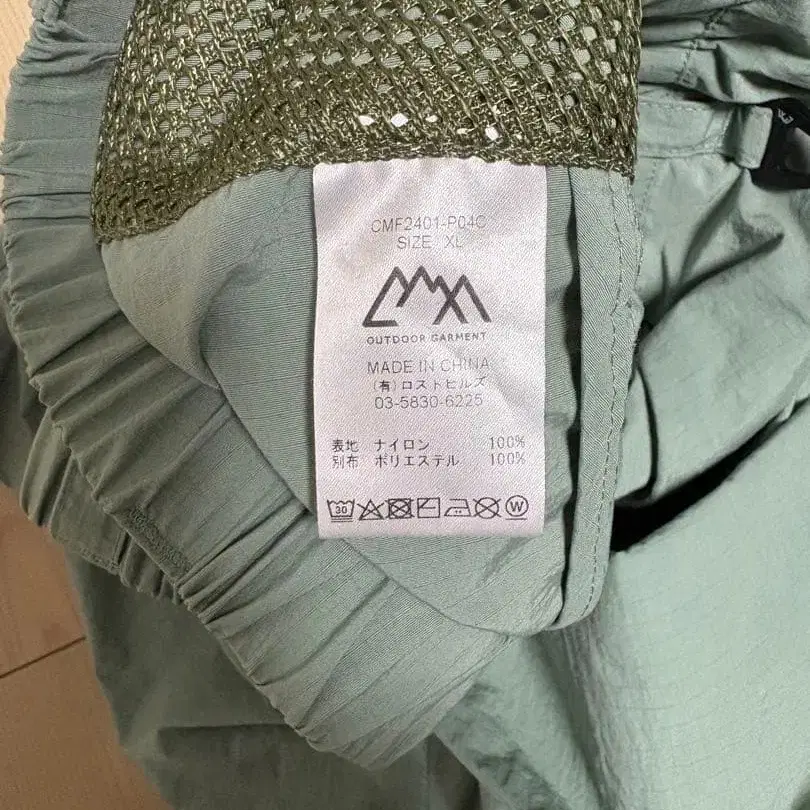 CMF2401-P04C
SIZE XL
OUTDOOR GARMENT
MADE IN CHINA
(有)ロストヒルズ
03-5830-6225
表地 ナイロン 100%
別布 ポリエステル 100%
30
W